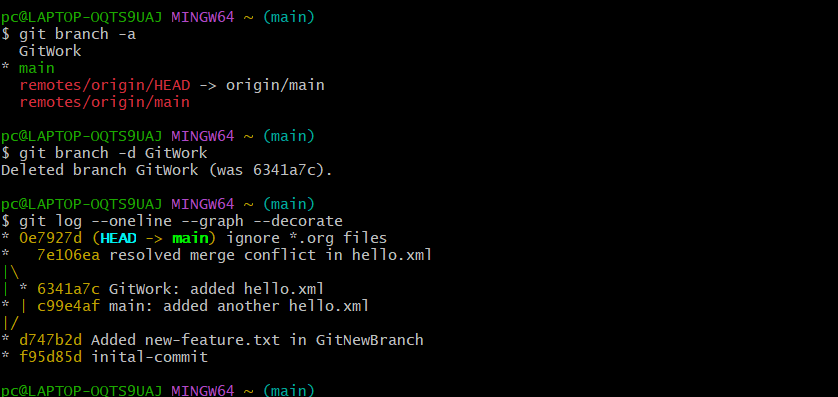 pc@LAPTOP-OQTS9UAJ MINGW64 ~ (main)
$ git branch -a
  GitWork
* main
  remotes/origin/HEAD -> origin/main
  remotes/origin/main

pc@LAPTOP-OQTS9UAJ MINGW64 ~ (main)
$ git branch -d GitWork
Deleted branch GitWork (was 6341a7c).

pc@LAPTOP-OQTS9UAJ MINGW64 ~ (main)
$ git log --oneline --graph --decorate
* 0e7927d (HEAD -> main) ignore *.org files
*   7e106ea resolved merge conflict in hello.xml
|\
| * 6341a7c GitWork: added hello.xml
* | c99e4af main: added another hello.xml
|/
* d747b2d Added new-feature.txt in GitNewBranch
* f95d85d inital-commit

pc@LAPTOP-OQTS9UAJ MINGW64 ~ (main)